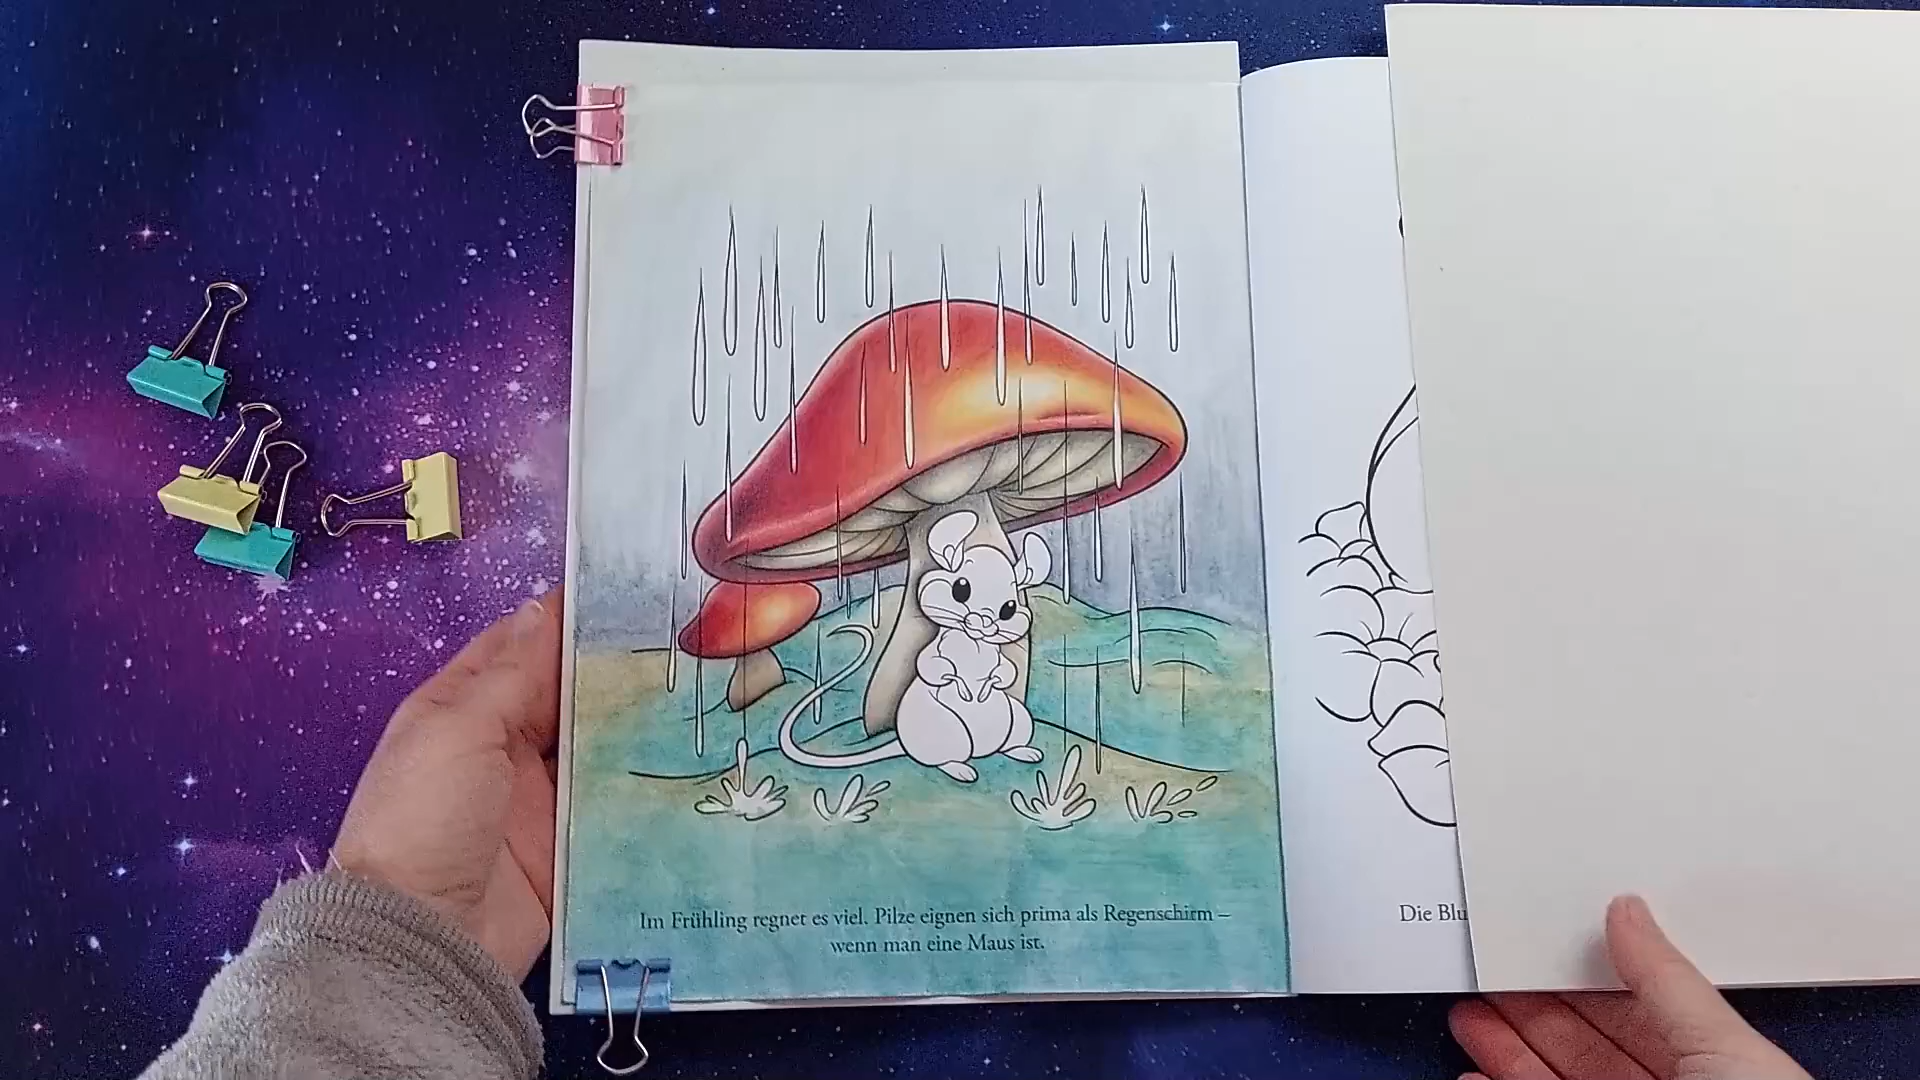 Im Frühling regnet es viel. Pilze eignen sich prima als Regenschirm –
wenn man eine Maus ist.
Die Blu